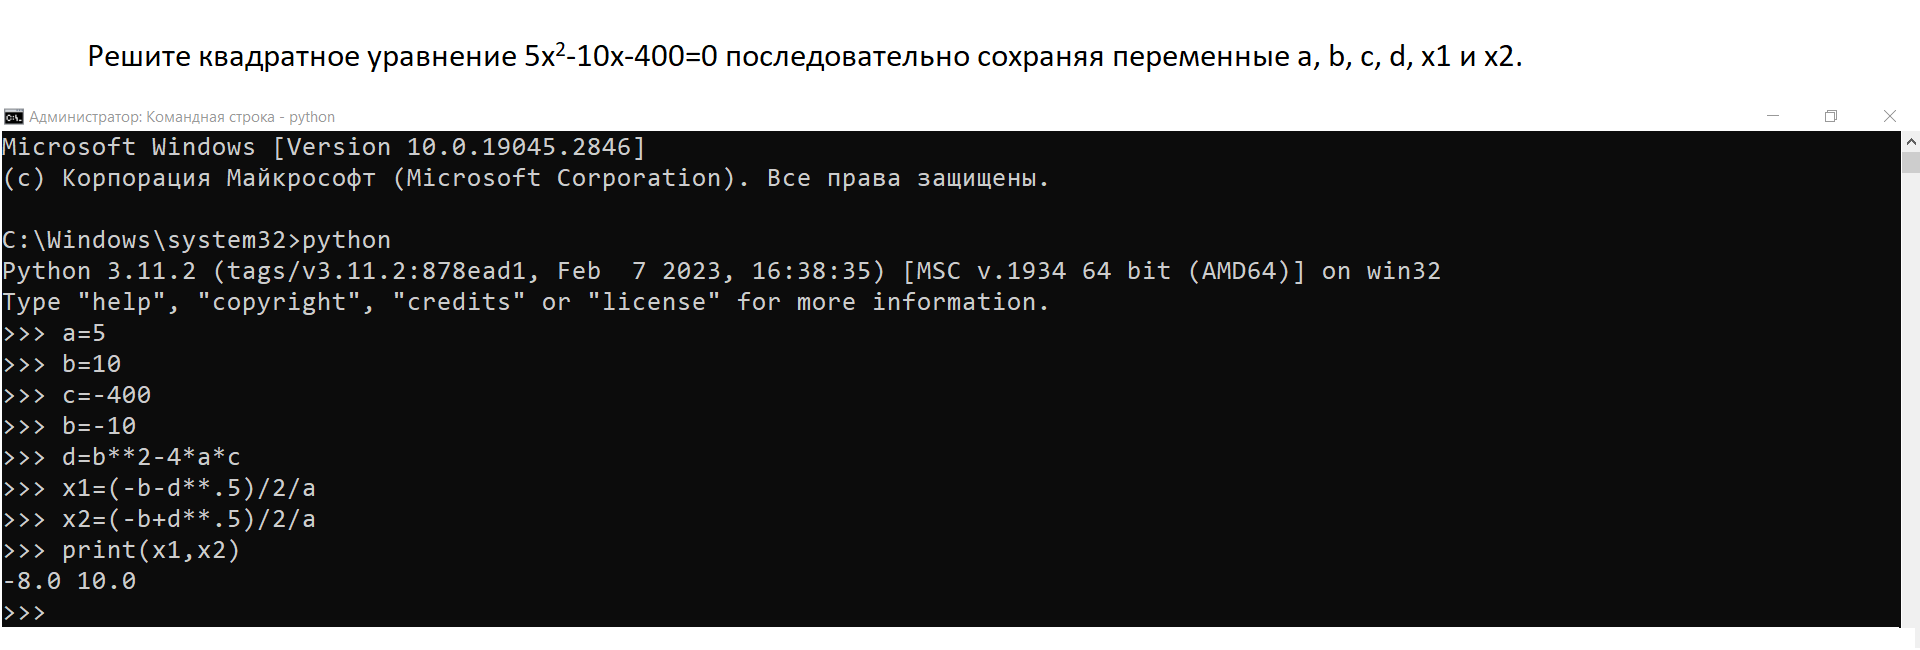 Решите квадратное уравнение 5x²-10x-400=0 последовательно сохраняя переменные a, b, c, d, x1 и x2.
Администратор: Командная строка - python
Microsoft Windows [Version 10.0.19045.2846]
(c) Корпорация Майкрософт (Microsoft Corporation). Все права защищены.
C:\Windows\system32>python
Python 3.11.2 (tags/v3.11.2:878ead1, Feb  7 2023, 16:38:35) [MSC v.1934 64 bit (AMD64)] on win32
Type "help", "copyright", "credits" or "license" for more information.
>>> a=5
>>> b=10
>>> c=-400
>>> b=-10
>>> d=b**2-4*a*c
>>> x1=(-b-d**.5)/2/a
>>> x2=(-b+d**.5)/2/a
>>> print(x1,x2)
-8.0 10.0
>>>